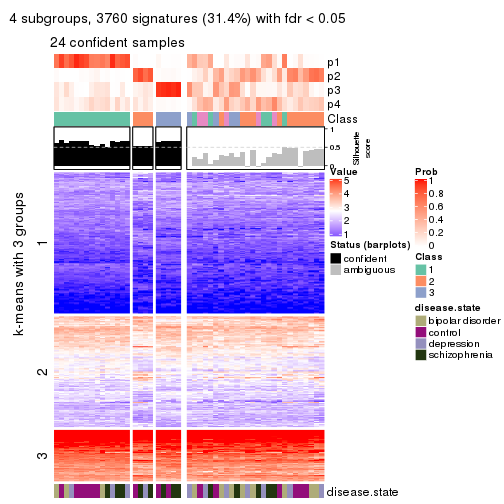 4 subgroups, 3760 signatures (31.4%) with fdr < 0.05
24 confident samples
p1
p2
p3
p4
Class
1
0.5
0
Silhouette
score
k-means with 3 groups
1
2
3
disease.state
Value
5
4
3
2
1
Status (barplots)
confident
ambiguous
Prob
1
0.8
0.6
0.4
0.2
0
Class
1
2
3
disease.state
bipolar disorder
control
depression
schizophrenia